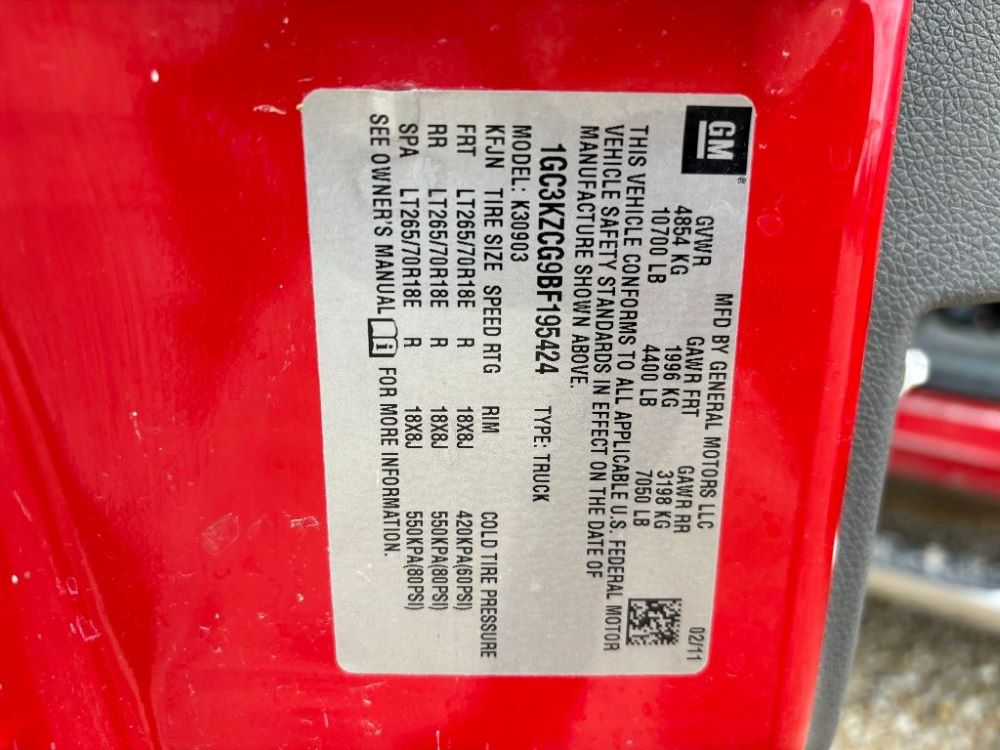 GM®
MFD BY GENERAL MOTORS LLC 02/11
GVWR GAWR FRT GAWR RR
4854 KG 1996 KG 3198 KG
10700 LB 4400 LB 7050 LB
THIS VEHICLE CONFORMS TO ALL APPLICABLE U.S. FEDERAL MOTOR
VEHICLE SAFETY STANDARDS IN EFFECT ON THE DATE OF
MANUFACTURE SHOWN ABOVE.
1GC3KZCG9BF195424 TYPE: TRUCK
MODEL: K30903
KFJN TIRE SIZE SPEED RTG RIM COLD TIRE PRESSURE
FRT LT265/70R18E R 18X8J 420KPA(60PSI)
RR LT265/70R18E R 18X8J 550KPA(80PSI)
SPA LT265/70R18E R 18X8J 550KPA(80PSI)
SEE OWNER'S MANUAL i FOR MORE INFORMATION.